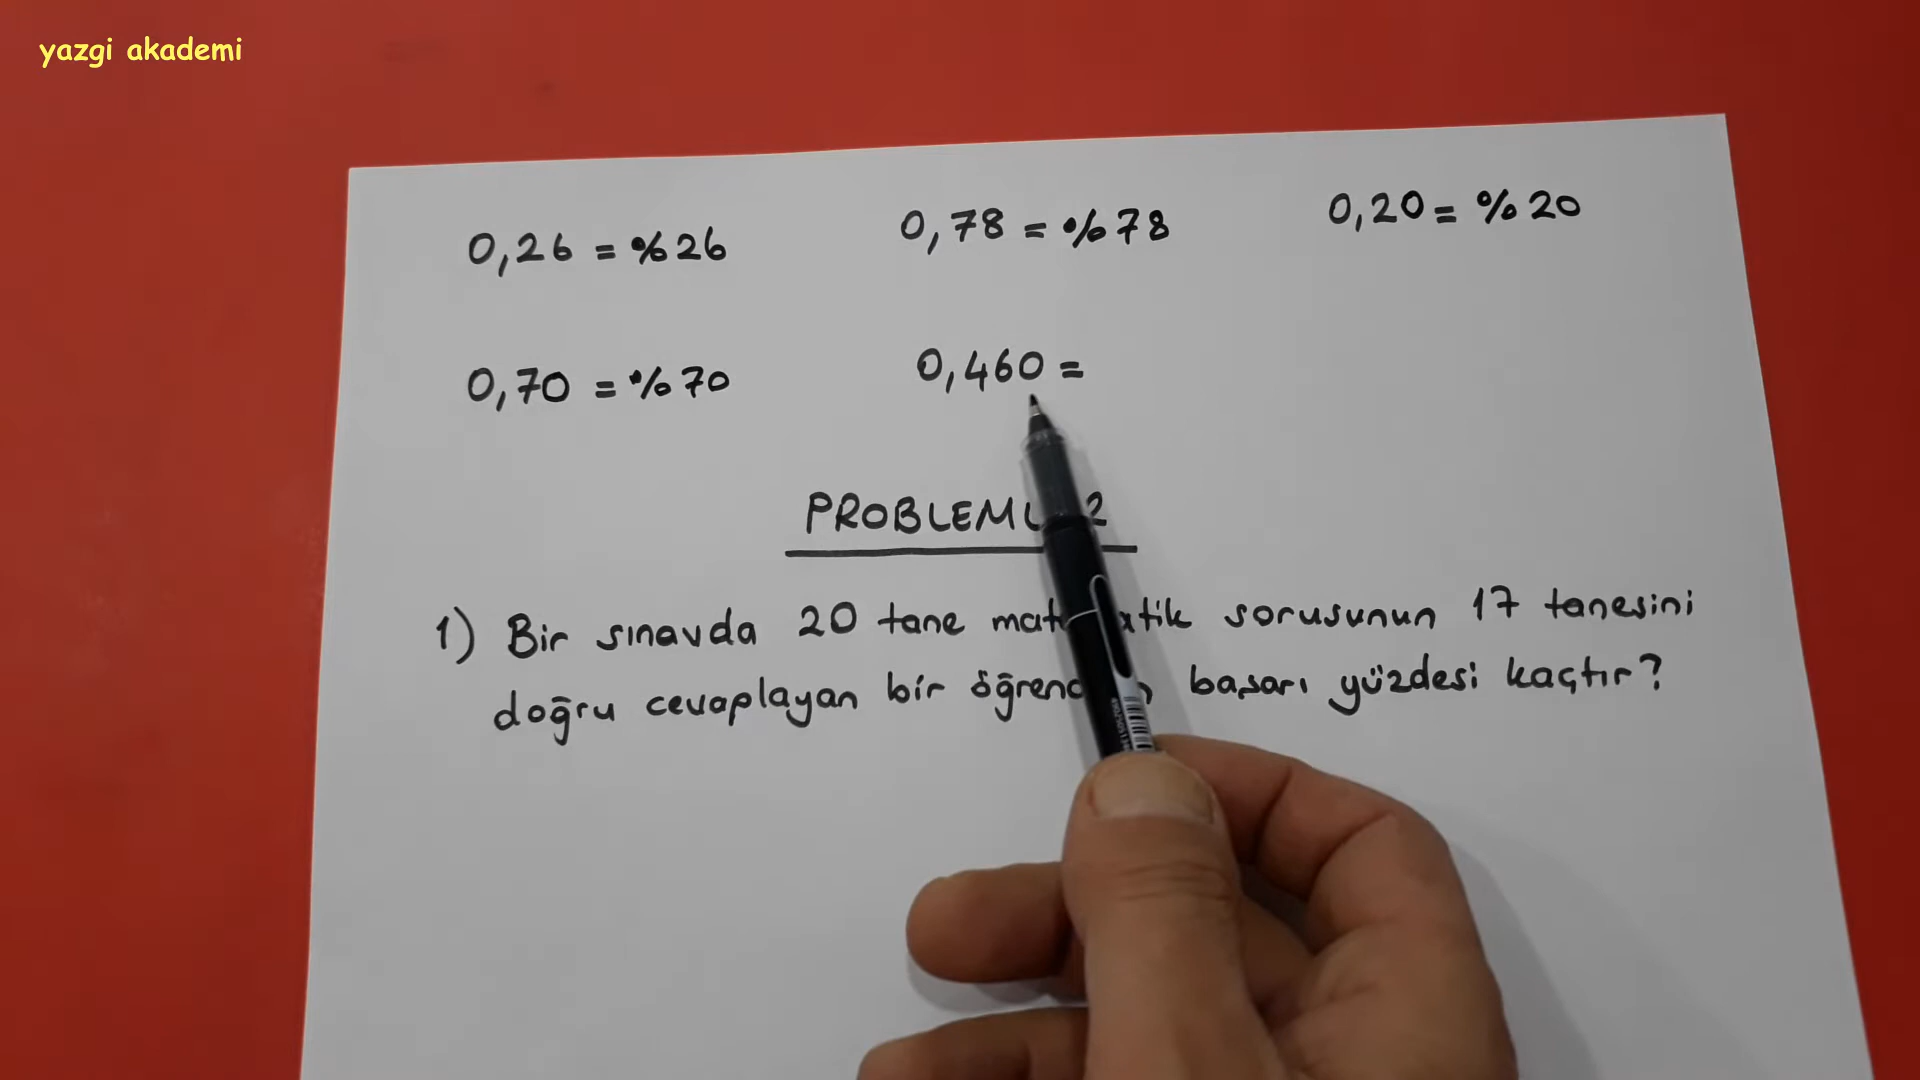 yazgi akademi
0,26 = %26
0,78 = %78
0,20 = %20
0,70 = %70
0,460 =
1) Bir sınavda 20 tane sorusunun 17 tanesini
doğru cevaplayan bir başarı yüzdesi kaçtır?